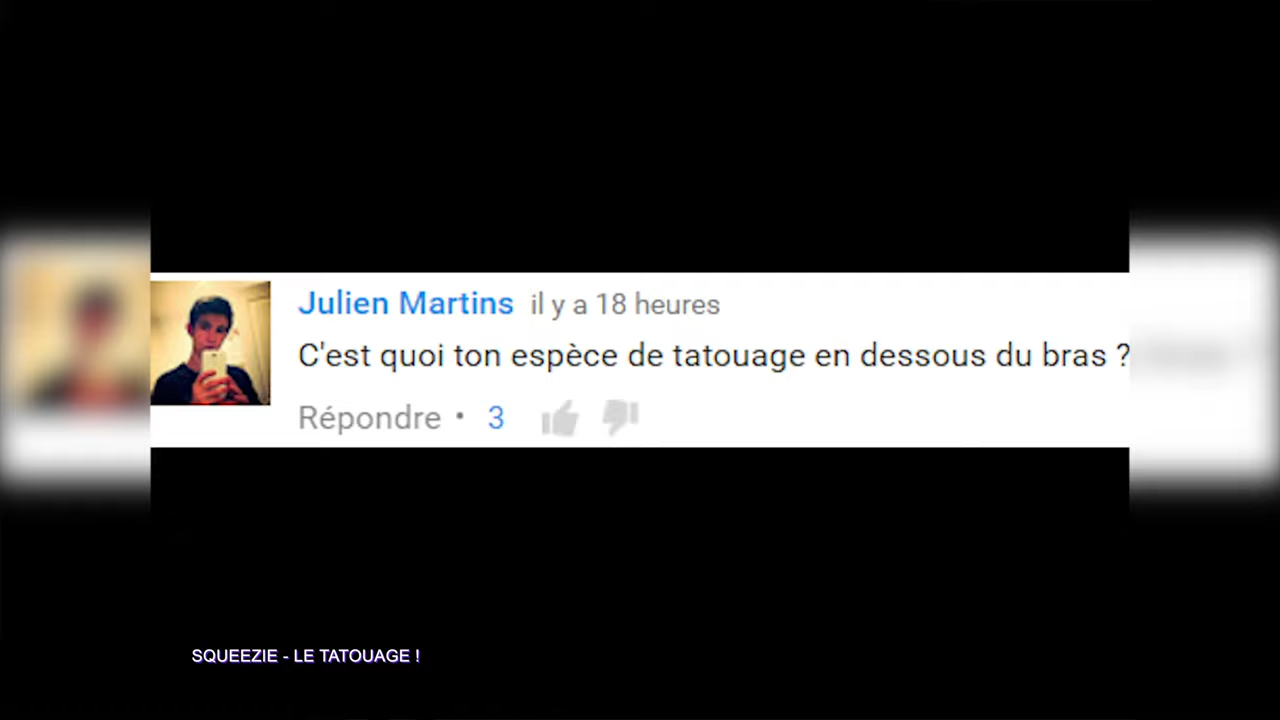 Julien Martins il y a 18 heures
C'est quoi ton espèce de tatouage en dessous du bras ?
Répondre • 3
SQUEEZIE - LE TATOUAGE !